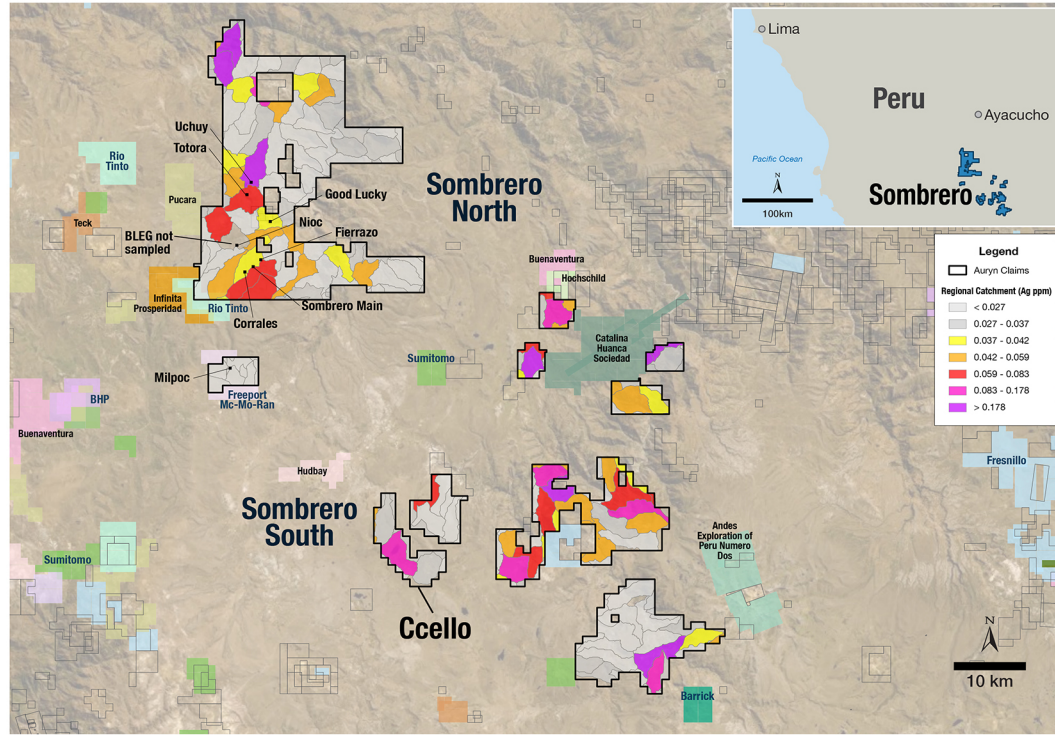 Lima
Peru
Ayacucho
Pacific Ocean
N
100km
Sombrero
Legend
Auryn Claims
Regional Catchment (Ag ppm)
< 0.027
0.027 - 0.037
0.037 - 0.042
0.042 - 0.059
0.059 - 0.083
0.083 - 0.178
> 0.178
Uchuy
Totora
Rio
Tinto
Pucara
Teck
Good Lucky
Nioc
Fierrazo
BLEG not
sampled
Sombrero
North
Infinita
Prosperidad
Rio Tinto
Sombrero Main
Corrales
Buenaventura
Hochschild
Catalina
Huanca
Sociedad
Milpoc
Freeport
Mc-Mo-Ran
Sumitomo
BHP
Buenaventura
Hudbay
Fresnillo
Sombrero
South
Andes
Exploration of
Peru Numero
Dos
Sumitomo
Ccello
Barrick
N
10 km